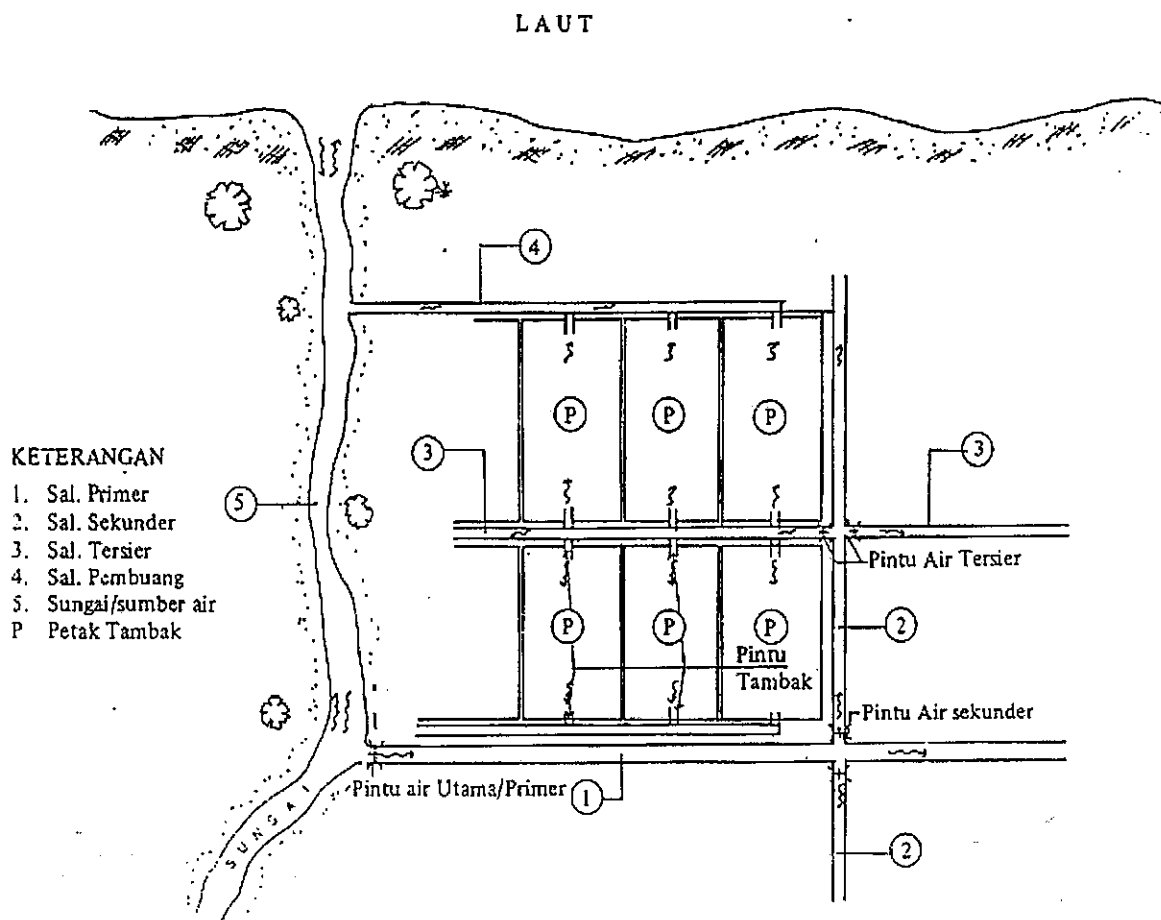 LAUT
4
P P P
3 3
KETERANGAN
1. Sal. Primer
2. Sal. Sekunder
3. Sal. Tersier
4. Sal. Pembuang
5. Sungai/sumber air
P Petak Tambak
5
Pintu Air Tersier
P P P
2
Pintu
Tambak
Pintu Air sekunder
Pintu air Utama/Primer
1
SUNGAI
2